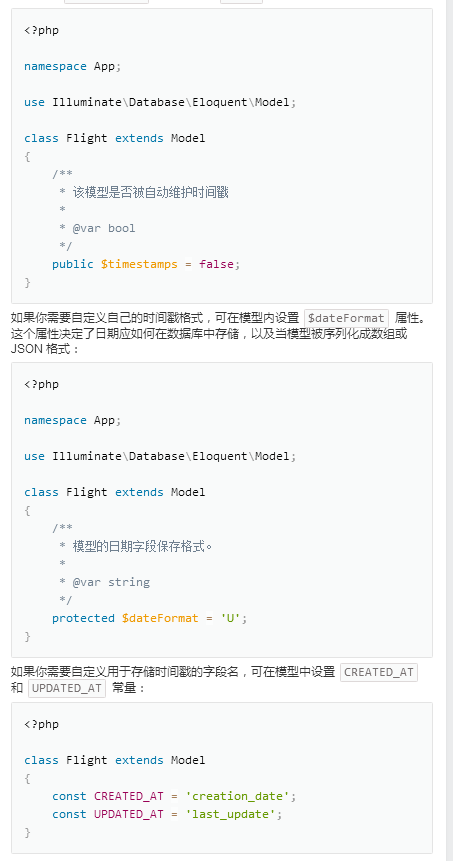 <?php
namespace App;
use Illuminate\Database\Eloquent\Model;
class Flight extends Model
{
    /**
     * 该模型是否被自动维护时间戳
     *
     * @var bool
     */
    public $timestamps = false;
}
如果你需要自定义自己的时间戳格式，可在模型内设置 $dateFormat 属性。
这个属性决定了日期应如何在数据库中存储，以及当模型被序列化成数组或
JSON 格式：
<?php
namespace App;
use Illuminate\Database\Eloquent\Model;
class Flight extends Model
{
    /**
     * 模型的日期字段保存格式。
     *
     * @var string
     */
    protected $dateFormat = 'U';
}
如果你需要自定义用于存储时间戳的字段名，可在模型中设置 CREATED_AT
和 UPDATED_AT 常量：
<?php
class Flight extends Model
{
    const CREATED_AT = 'creation_date';
    const UPDATED_AT = 'last_update';
}